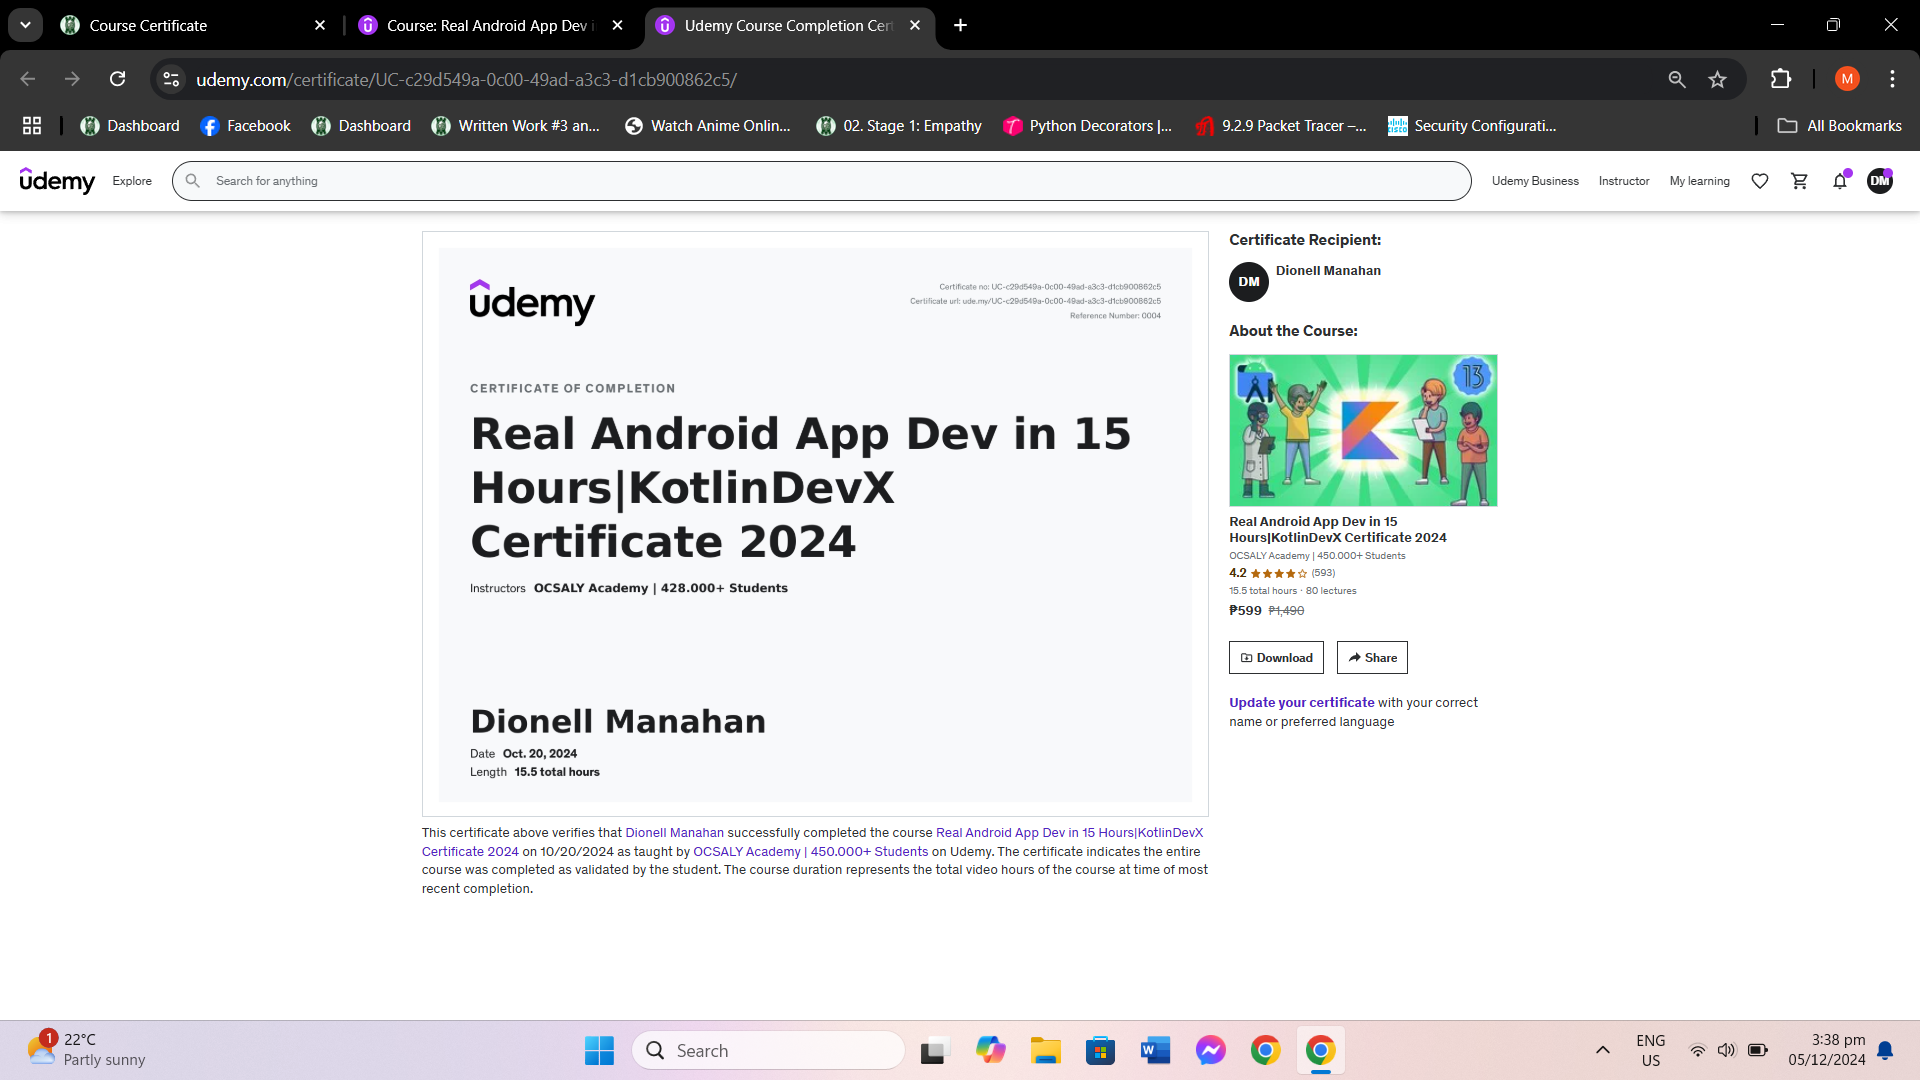 Course Certificate
Course: Real Android App Dev i
Udemy Course Completion Cer
udemy.com/certificate/UC-c29d549a-0c00-49ad-a3c3-d1cb900862c5/
M
Dashboard
Facebook
Dashboard
Written Work #3 an...
Watch Anime Onlin...
02. Stage 1: Empathy
Python Decorators |...
9.2.9 Packet Tracer –...
Security Configurati...
All Bookmarks
udemy
Explore
Search for anything
Udemy Business
Instructor
My learning
DM
udemy
Certificate no: UC-c29d549a-0c00-49ad-a3c3-d1cb900862c5
Certificate url: ude.my/UC-c29d549a-0c00-49ad-a3c3-d1cb900862c5
Reference Number: 0004
CERTIFICATE OF COMPLETION
Real Android App Dev in 15
Hours|KotlinDevX
Certificate 2024
Instructors OCSALY Academy | 428.000+ Students
Dionell Manahan
Date Oct. 20, 2024
Length 15.5 total hours
This certificate above verifies that Dionell Manahan successfully completed the course Real Android App Dev in 15 Hours|KotlinDevX
Certificate 2024 on 10/20/2024 as taught by OCSALY Academy | 450.000+ Students on Udemy. The certificate indicates the entire
course was completed as validated by the student. The course duration represents the total video hours of the course at time of most
recent completion.
Certificate Recipient:
DM
Dionell Manahan
About the Course:
13
Real Android App Dev in 15
Hours|KotlinDevX Certificate 2024
OCSALY Academy | 450.000+ Students
4.2 (593)
15.5 total hours · 80 lectures
₱599 ₱1,490
Download
Share
Update your certificate with your correct
name or preferred language
1
22°C
Partly sunny
Search
W
ENG
US
3:38 pm
05/12/2024